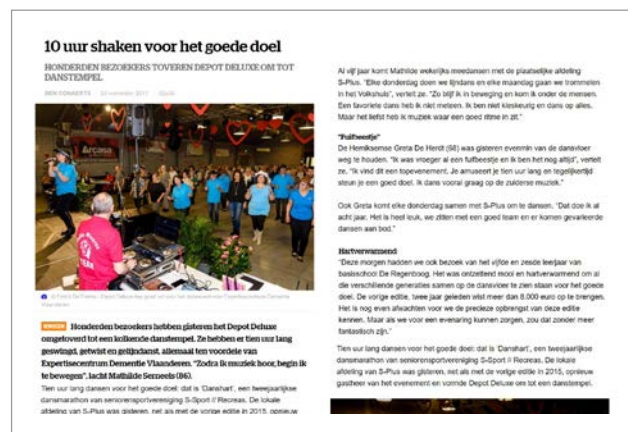 10 uur shaken voor het goede doel
HONDERDEN BEZOEKERS TOVEREN DEPOT DELUXE OM TOT
DANSTEMPEL
Arcasa
Honderden bezoekers hebben gisteren het Depot Deluxe
omgetoverd tot een kolkende danstempel. Ze hebben er tien uur lang
geswingd, getwist en gelijndanst, allemaal ten voordele van
Expertisecentrum Dementie Vlaanderen. "Zodra ik muziek hoor, begin ik
te bewegen", lacht Mathilde Serneels (86).
Tien uur lang dansen voor het goede doel: dat is 'Danshart', een tweejaarlijkse
dansmarathon van seniorensportvereniging S-Sport // Recreas. De lokale
afdeling van S-Plus was gisteren, net als met de vorige editie in 2015, opnieuw
Al vijf jaar komt Mathilde wekelijks meedansen met de plaatselijke afdeling
S-Plus. "Elke donderdag doen we lijndans en elke maandag gaan we trommelen
in het Volkshuis", vertelt ze. "Zo blijf ik in beweging en kom ik onder de mensen.
Een favoriete dans heb ik niet meteen. Ik ben niet kieskeurig en dans op alles.
Maar het liefst heb ik muziek waar een goed ritme in zit."
"Fuifbeestje"
De Hemiksemse Greta De Herdt (68) was gisteren evenmin van de dansvloer
weg te houden. "Ik was vroeger al een fuifbeestje en ik ben het nog altijd", vertelt
ze. "Ik vind dit een topevenement. Je amuseert je tien uur lang en tegelijkertijd
steun je een goed doel. Ik dans vooral graag op de zuiderse muziek."
Ook Greta komt elke donderdag samen met S-Plus om te dansen. "Dat doe ik al
acht jaar. Het is heel leuk, we zitten met een goed team en er komen gevarieerde
dansen aan bod."
Hartverwarmend
"Deze morgen hadden we ook bezoek van het vijfde en zesde leerjaar van
basisschool De Regenboog. Het was ontzettend mooi en hartverwarmend om al
die verschillende generaties samen op de dansvloer te zien staan voor het goede
doel. De vorige editie, twee jaar geleden wist meer dan 8.000 euro op te brengen.
Het is nog even afwachten voor we de precieze opbrengst van deze editie
kennen. Maar als we voor een evenaring kunnen zorgen, zou dat zonder meer
fantastisch zijn."
Tien uur lang dansen voor het goede doel: dat is 'Danshart', een tweejaarlijkse
dansmarathon van seniorensportvereniging S-Sport // Recreas. De lokale
afdeling van S-Plus was gisteren, net als met de vorige editie in 2015, opnieuw
gastheer van het evenement en vormde Depot Deluxe om tot een danstempel.